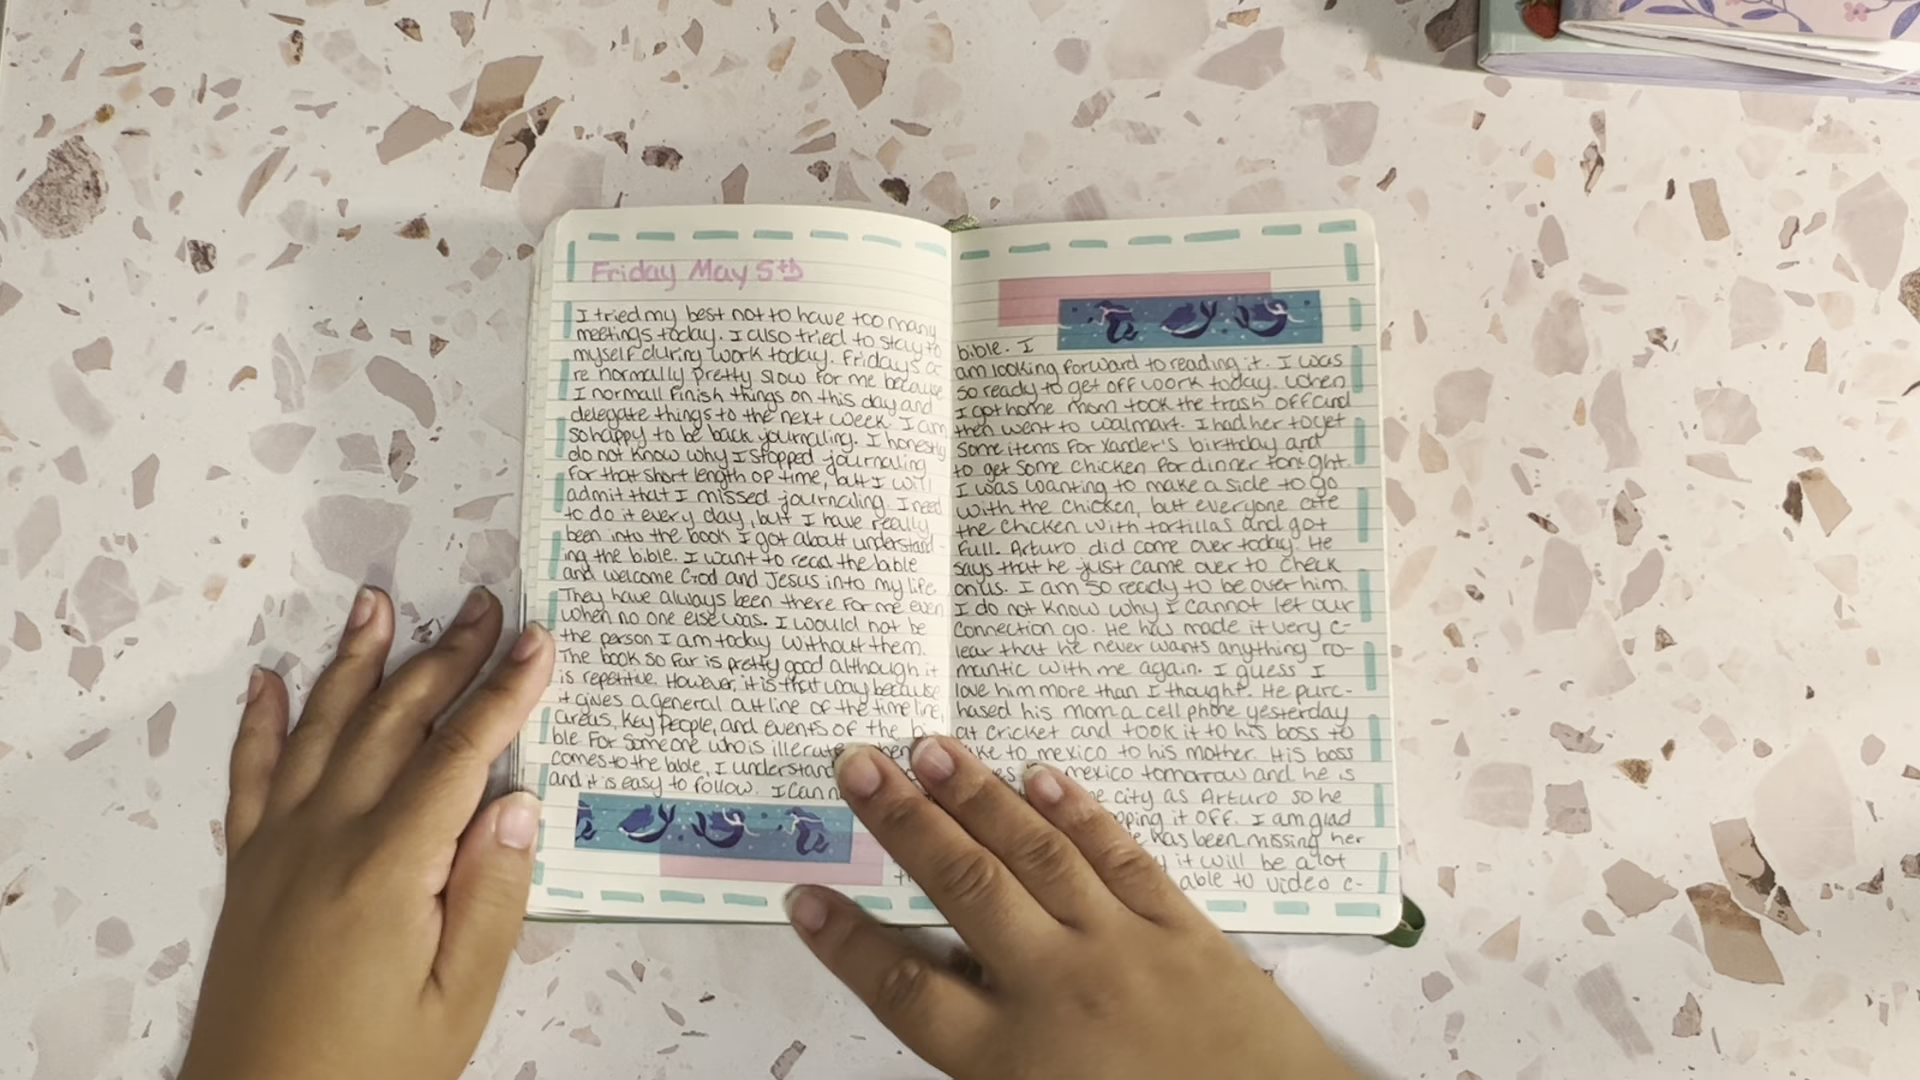 Friday May 5th
I tried my best not to have too many
meetings today. I also tried to stay to
myself during work today. Fridays a
re normally pretty slow for me because
I normall finish things on this day and
delegate things to the next week. I am
so happy to be back journaling. I honestly
do not know why I stopped journaling
for that short length of time, but I will
admit that I missed journaling. I need
to do it every day, but I have really
been into the book I got about understand-
ing the bible. I want to read the bible
and welcome God and Jesus into my life.
They have always been there for me even
when no one else was. I would not be
the person I am today without them.
The book so far is pretty good although it
is repetitive. However, it is that way because
it gives a general outline of the time line,
areas, key people, and events of the bi-
ble for someone who is
comes to the bible. I understand
and it is easy to follow. I can
bible. I
am looking forward to reading it. I was
so ready to get off work today. When
I got home mom took the trash off and
then went to walmart. I had her to get
some items for Xander's birthday and
to get some chicken for dinner tonight.
I was wanting to make a side to go
with the chicken, but everyone ate
the chicken with tortillas and got
full. Arturo did come over today. He
says that he just came over to check
on us. I am so ready to be over him.
I do not know why I cannot let our
connection go. He has made it very c-
lear that he never wants anything ro-
mantic with me again. I guess I
love him more than I thought. He purc-
hased his mom a cell phone yesterday
at cricket and took it to his boss to
to mexico to his mother. His boss
mexico tomorrow and he is
city as Arturo so he
it off. I am glad
has been missing her
it will be a lot
able to video c-